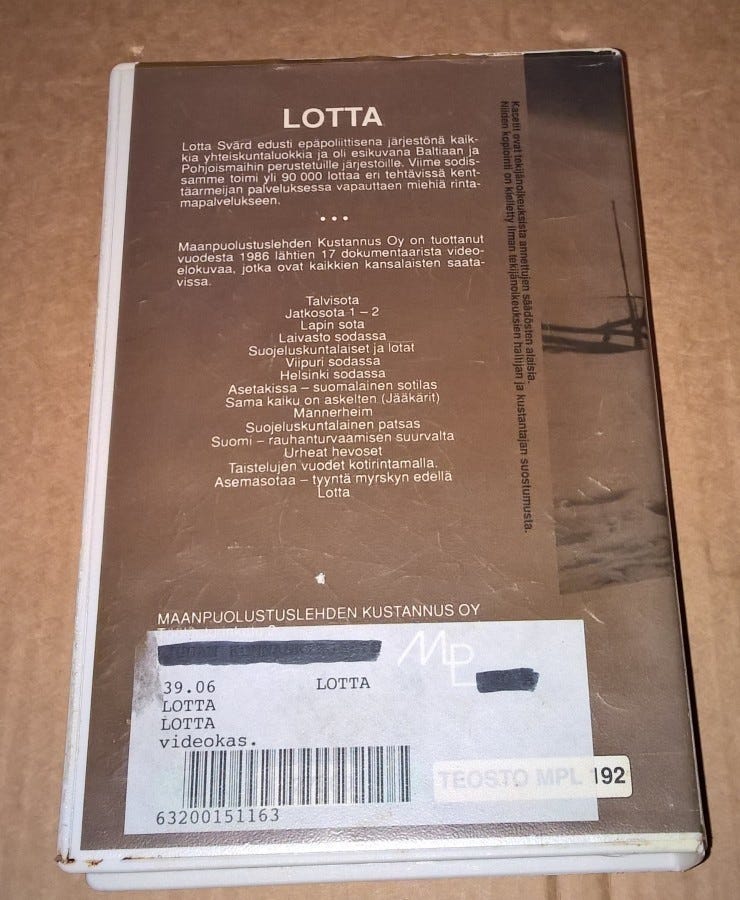 LOTTA
Lotta Svärd edusti epäpoliittisena järjestönä kaik-
kia yhteiskuntaluokkia ja oli esikuvana Baltiaan ja
Pohjoismaihin perustetuille järjestöille. Viime sodis-
samme toimi yli 90 000 lottaa eri tehtävissä kent-
täarmeijan palveluksessa vapauttaen miehiä rinta-
mapalvelukseen.
• • •
Maanpuolustuslehden Kustannus Oy on tuottanut
vuodesta 1986 lähtien 17 dokumentaarista video-
elokuvaa, jotka ovat kaikkien kansalaisten saata-
vissa.
Talvisota
Jatkosota 1 – 2
Lapin sota
Laivasto sodassa
Suojeluskuntalaiset ja lotat
Viipuri sodassa
Helsinki sodassa
Asetakissa – suomalainen sotilas
Sama kaiku on askelten (Jääkärit)
Mannerheim
Suojeluskuntalainen patsas
Suomi – rauhanturvaamisen suurvalta
Urheat hevoset
Taistelujen vuodet kotirintamalla.
Asemasotaa – tyyntä myrskyn edellä
Lotta
Kasetit ovat tekijänoikeuksista annettujen säädösten alaisia.
Niiden kopiointi on kielletty ilman tekijänoikeuksien haltijan ja kustantajan suostumusta.
MAANPUOLUSTUSLEHDEN KUSTANNUS OY
MPL
39.06 LOTTA
LOTTA
LOTTA
videokas.
63200151163
TEOSTO MPL 192